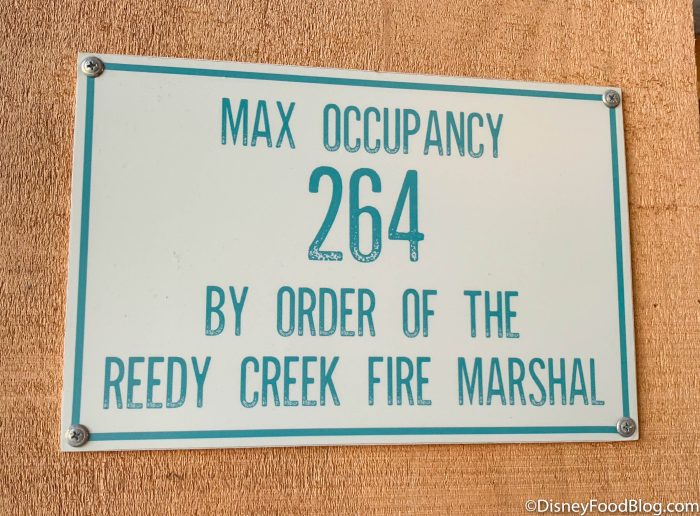 MAX OCCUPANCY
264
BY ORDER OF THE
REEDY CREEK FIRE MARSHAL
©DisneyFoodBlog.com